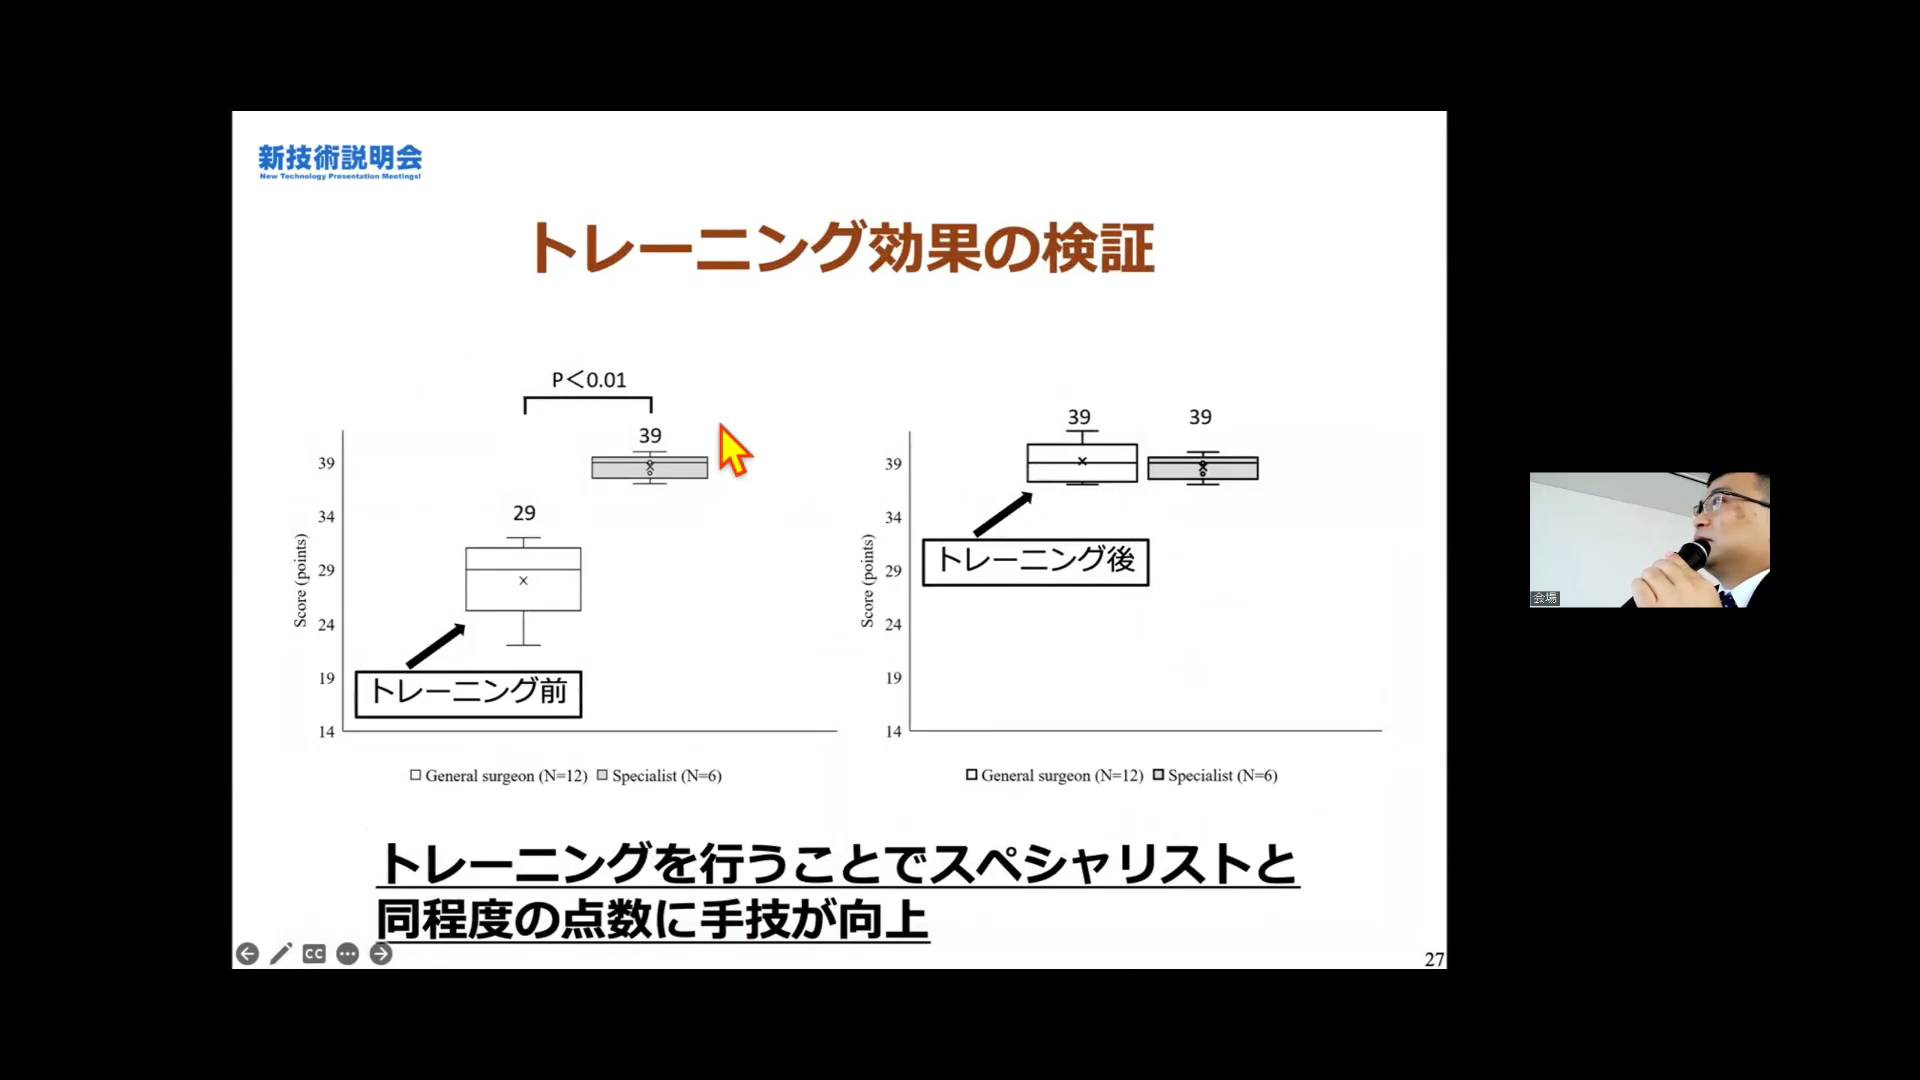 新技術説明会
New Technology Presentation Meetings!
トレーニング効果の検証
P＜0.01
39
29
39
34
29
24
19
14
Score (points)
トレーニング前
General surgeon (N=12) Specialist (N=6)
39 39
39
34
29
24
19
14
Score (points)
トレーニング後
General surgeon (N=12) Specialist (N=6)
トレーニングを行うことでスペシャリストと
同程度の点数に手技が向上
CC
27
会場